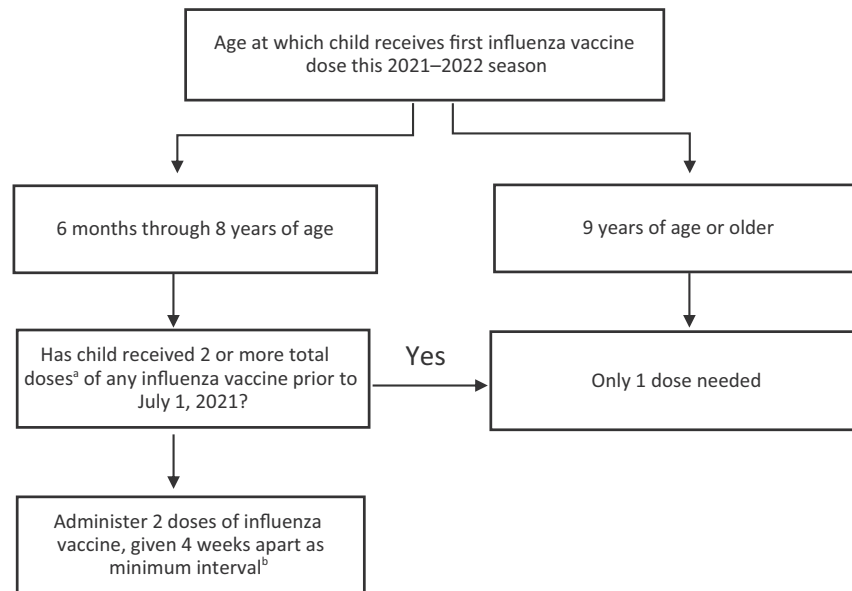 Age at which child receives first influenza vaccine
dose this 2021–2022 season
6 months through 8 years of age
9 years of age or older
Has child received 2 or more total
dosesᵃ of any influenza vaccine prior to
July 1, 2021?
Yes
Only 1 dose needed
Administer 2 doses of influenza
vaccine, given 4 weeks apart as
minimum intervalᵇ